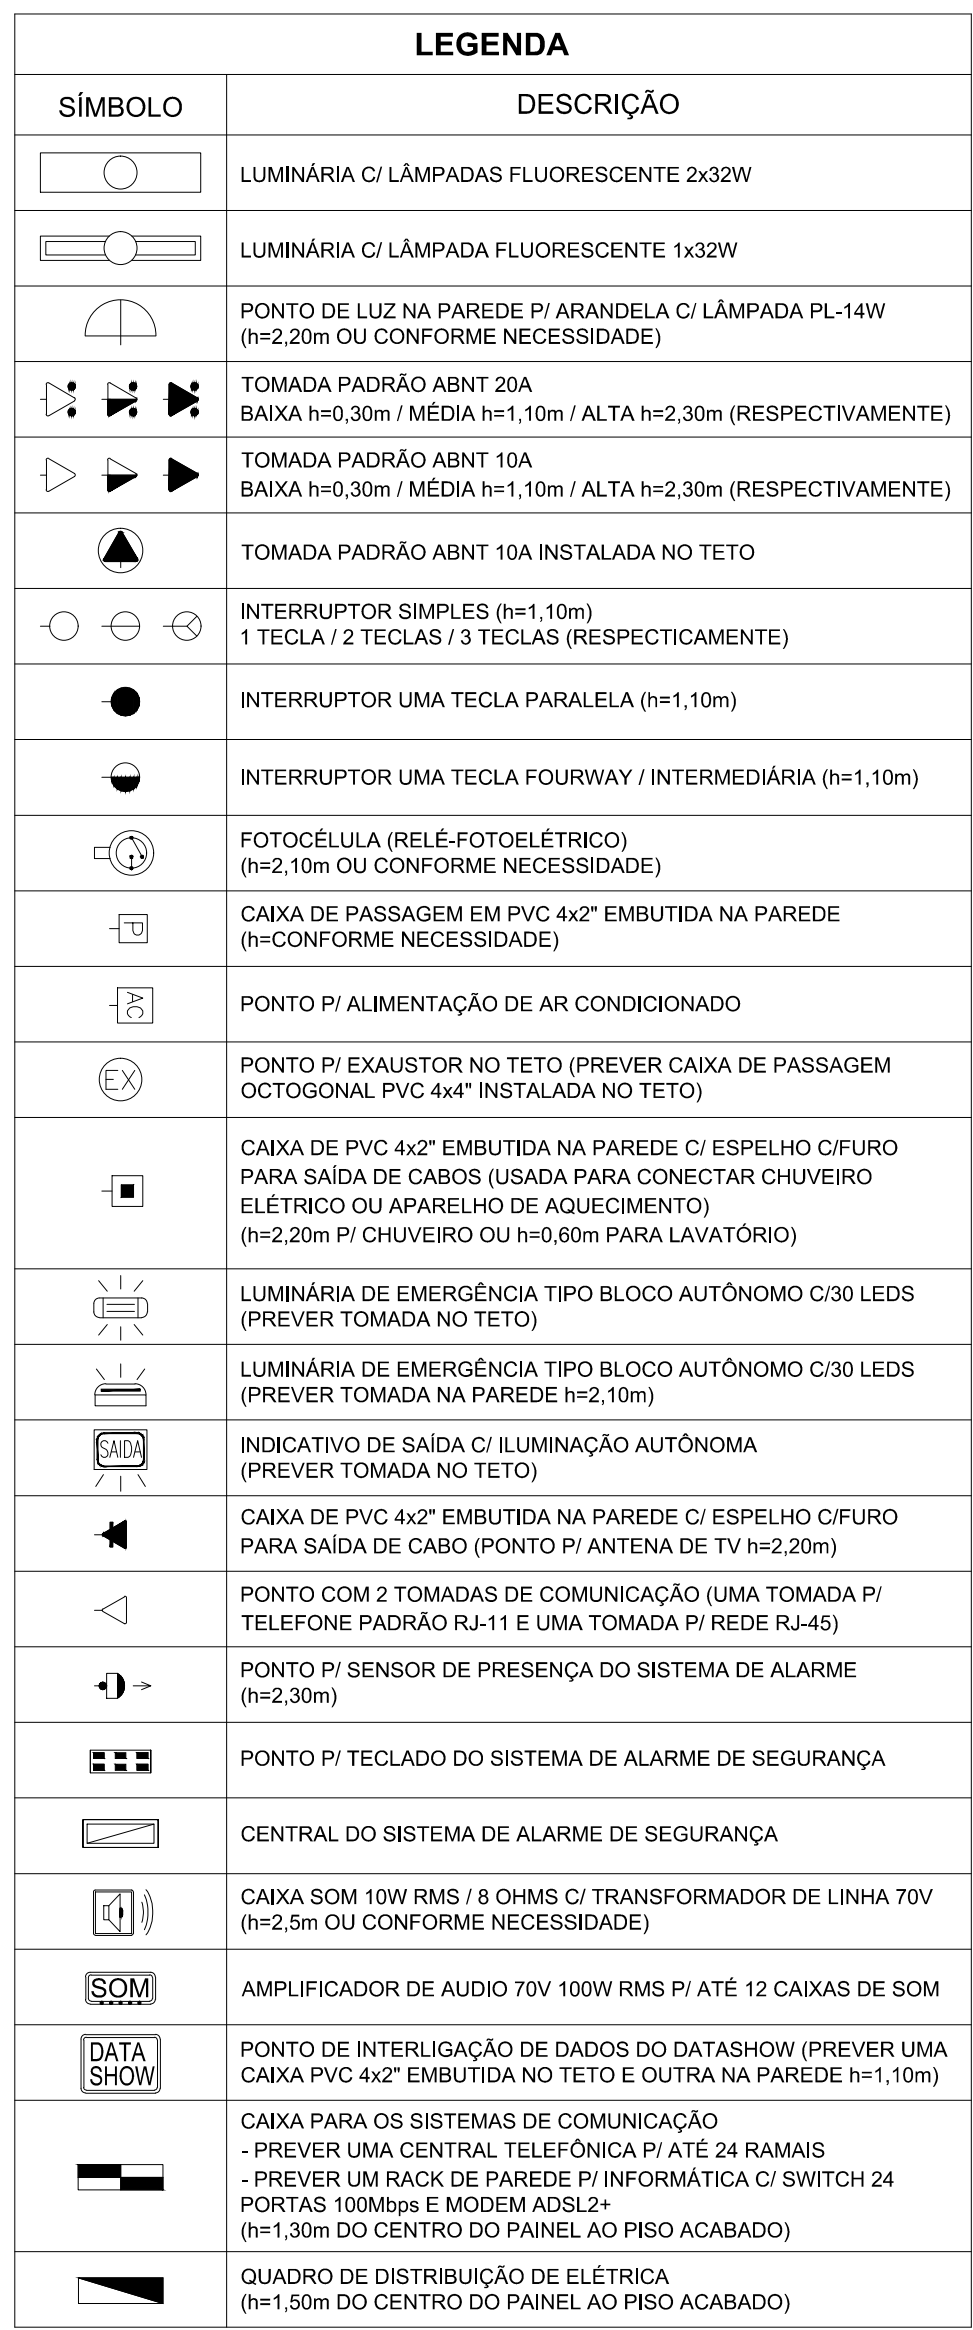 LEGENDA
SÍMBOLO
DESCRIÇÃO
LUMINÁRIA C/ LÂMPADAS FLUORESCENTE 2x32W
LUMINÁRIA C/ LÂMPADA FLUORESCENTE 1x32W
PONTO DE LUZ NA PAREDE P/ ARANDELA C/ LÂMPADA PL-14W
(h=2,20m OU CONFORME NECESSIDADE)
TOMADA PADRÃO ABNT 20A
BAIXA h=0,30m / MÉDIA h=1,10m / ALTA h=2,30m (RESPECTIVAMENTE)
TOMADA PADRÃO ABNT 10A
BAIXA h=0,30m / MÉDIA h=1,10m / ALTA h=2,30m (RESPECTIVAMENTE)
TOMADA PADRÃO ABNT 10A INSTALADA NO TETO
INTERRUPTOR SIMPLES (h=1,10m)
1 TECLA / 2 TECLAS / 3 TECLAS (RESPECTICAMENTE)
INTERRUPTOR UMA TECLA PARALELA (h=1,10m)
INTERRUPTOR UMA TECLA FOURWAY / INTERMEDIÁRIA (h=1,10m)
FOTOCÉLULA (RELÉ-FOTOELÉTRICO)
(h=2,10m OU CONFORME NECESSIDADE)
P
CAIXA DE PASSAGEM EM PVC 4x2" EMBUTIDA NA PAREDE
(h=CONFORME NECESSIDADE)
AC
PONTO P/ ALIMENTAÇÃO DE AR CONDICIONADO
EX
PONTO P/ EXAUSTOR NO TETO (PREVER CAIXA DE PASSAGEM
OCTOGONAL PVC 4x4" INSTALADA NO TETO)
CAIXA DE PVC 4x2" EMBUTIDA NA PAREDE C/ ESPELHO C/FURO
PARA SAÍDA DE CABOS (USADA PARA CONECTAR CHUVEIRO
ELÉTRICO OU APARELHO DE AQUECIMENTO)
(h=2,20m P/ CHUVEIRO OU h=0,60m PARA LAVATÓRIO)
LUMINÁRIA DE EMERGÊNCIA TIPO BLOCO AUTÔNOMO C/30 LEDS
(PREVER TOMADA NO TETO)
LUMINÁRIA DE EMERGÊNCIA TIPO BLOCO AUTÔNOMO C/30 LEDS
(PREVER TOMADA NA PAREDE h=2,10m)
SAIDA
INDICATIVO DE SAÍDA C/ ILUMINAÇÃO AUTÔNOMA
(PREVER TOMADA NO TETO)
CAIXA DE PVC 4x2" EMBUTIDA NA PAREDE C/ ESPELHO C/FURO
PARA SAÍDA DE CABO (PONTO P/ ANTENA DE TV h=2,20m)
PONTO COM 2 TOMADAS DE COMUNICAÇÃO (UMA TOMADA P/
TELEFONE PADRÃO RJ-11 E UMA TOMADA P/ REDE RJ-45)
PONTO P/ SENSOR DE PRESENÇA DO SISTEMA DE ALARME
(h=2,30m)
PONTO P/ TECLADO DO SISTEMA DE ALARME DE SEGURANÇA
CENTRAL DO SISTEMA DE ALARME DE SEGURANÇA
CAIXA SOM 10W RMS / 8 OHMS C/ TRANSFORMADOR DE LINHA 70V
(h=2,5m OU CONFORME NECESSIDADE)
SOM
AMPLIFICADOR DE AUDIO 70V 100W RMS P/ ATÉ 12 CAIXAS DE SOM
DATA
SHOW
PONTO DE INTERLIGAÇÃO DE DADOS DO DATASHOW (PREVER UMA
CAIXA PVC 4x2" EMBUTIDA NO TETO E OUTRA NA PAREDE h=1,10m)
CAIXA PARA OS SISTEMAS DE COMUNICAÇÃO
- PREVER UMA CENTRAL TELEFÔNICA P/ ATÉ 24 RAMAIS
- PREVER UM RACK DE PAREDE P/ INFORMÁTICA C/ SWITCH 24
PORTAS 100Mbps E MODEM ADSL2+
(h=1,30m DO CENTRO DO PAINEL AO PISO ACABADO)
QUADRO DE DISTRIBUIÇÃO DE ELÉTRICA
(h=1,50m DO CENTRO DO PAINEL AO PISO ACABADO)